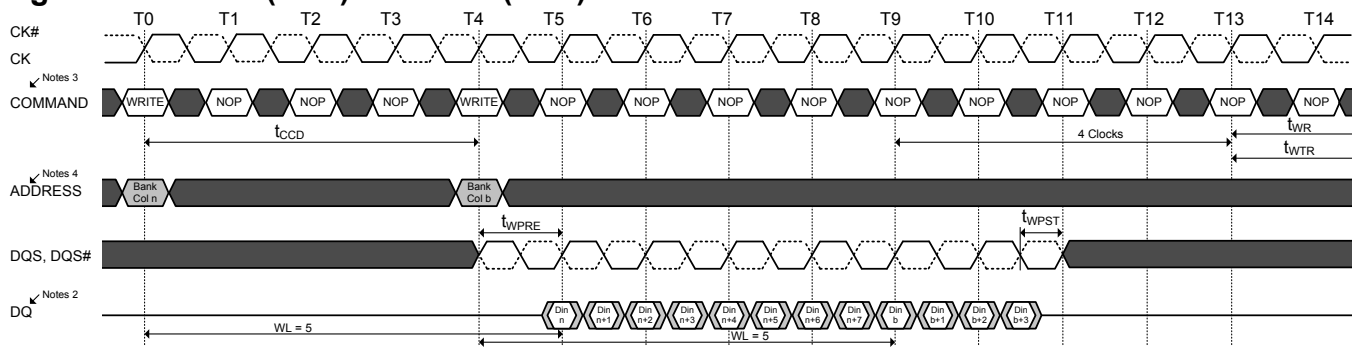 T0 T1 T2 T3 T4 T5 T6 T7 T8 T9 T10 T11 T12 T13 T14
CK#
CK
Notes 3
COMMAND WRITE NOP NOP NOP WRITE NOP NOP NOP NOP NOP NOP NOP NOP NOP NOP
tCCD 4 Clocks tWR
tWTR
Notes 4
ADDRESS Bank Col n Bank Col b
tWPRE tWPST
DQS, DQS#
Notes 2
DQ Din n Din n+1 Din n+2 Din n+3 Din n+4 Din n+5 Din n+6 Din n+7 Din b Din b+1 Din b+2 Din b+3
WL = 5
WL = 5